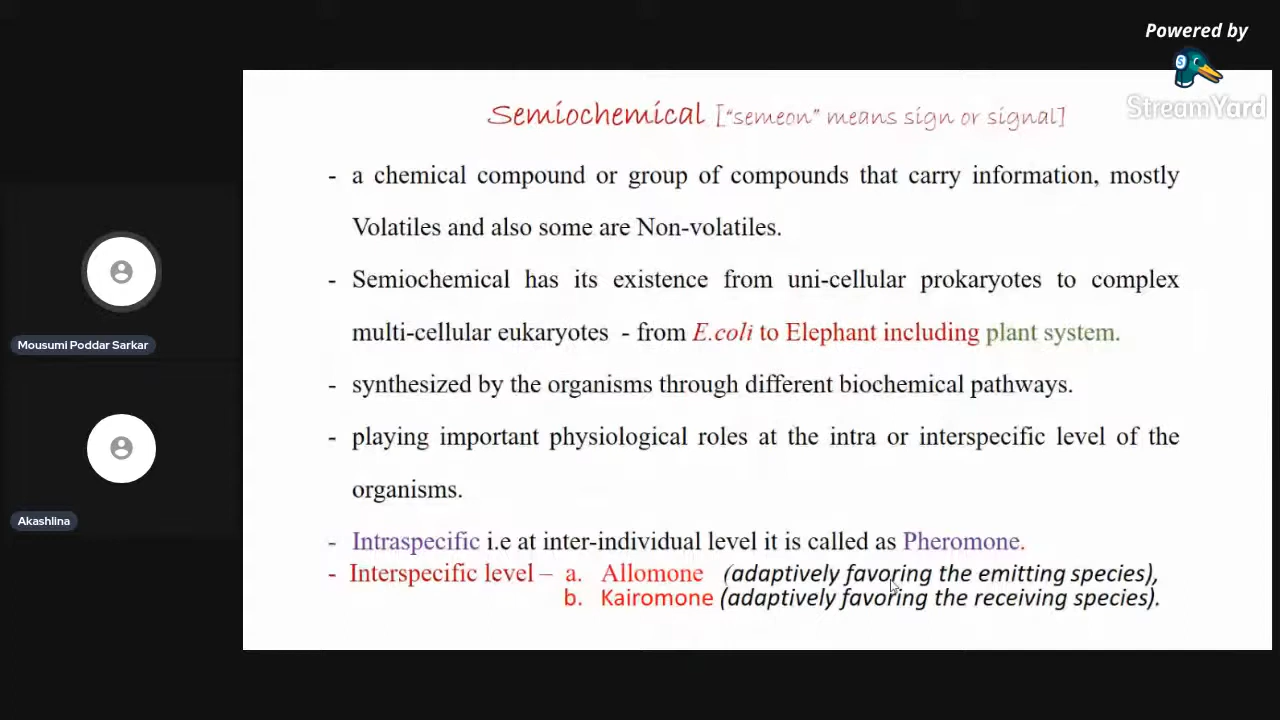 Powered by
StreamYard
Semiochemical ["semeon" means sign or signal]
- a chemical compound or group of compounds that carry information, mostly
Volatiles and also some are Non-volatiles.
- Semiochemical has its existence from uni-cellular prokaryotes to complex
multi-cellular eukaryotes - from E.coli to Elephant including plant system.
- synthesized by the organisms through different biochemical pathways.
- playing important physiological roles at the intra or interspecific level of the
organisms.
- Intraspecific i.e at inter-individual level it is called as Pheromone.
- Interspecific level – a. Allomone (adaptively favoring the emitting species),
b. Kairomone (adaptively favoring the receiving species).
Mousumi Poddar Sarkar
Akashlina